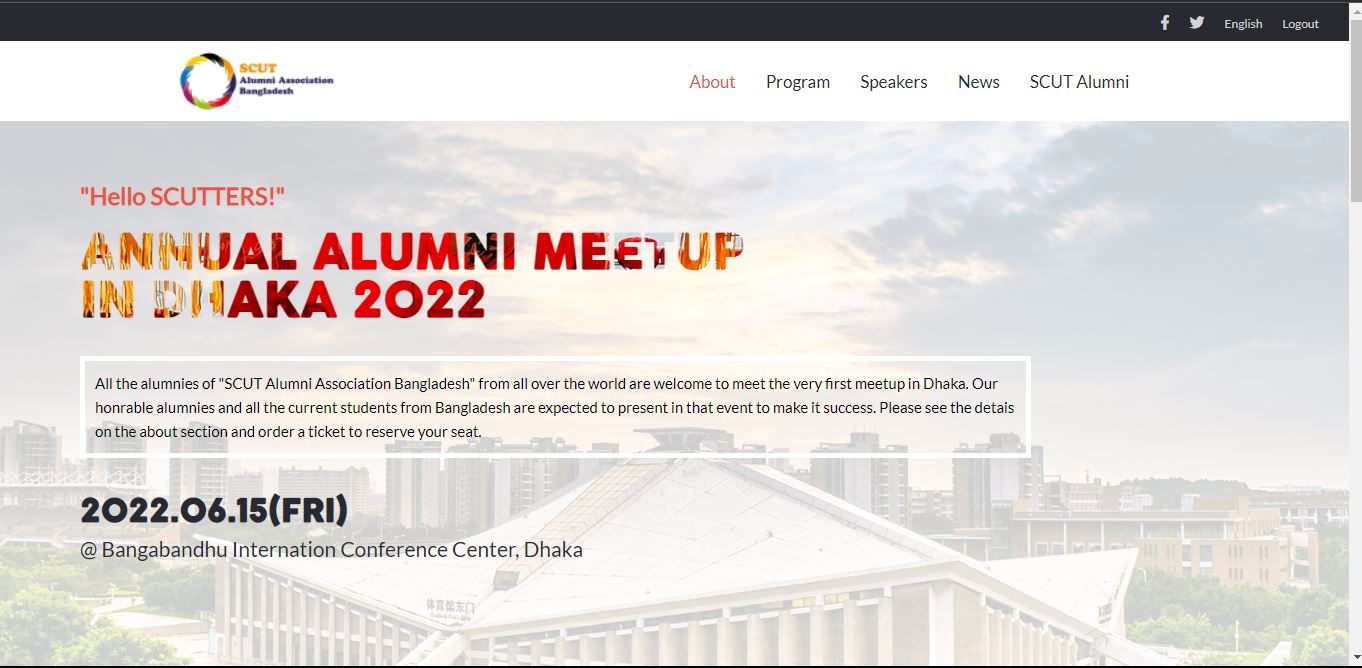 English Logout
SCUT
Alumni Association
Bangladesh
About Program Speakers News SCUT Alumni
"Hello SCUTTERS!"
ANNUAL ALUMNI MEETUP
IN DHAKA 2022
All the alumnies of "SCUT Alumni Association Bangladesh" from all over the world are welcome to meet the very first meetup in Dhaka. Our
honrable alumnies and all the current students from Bangladesh are expected to present in that event to make it success. Please see the detais
on the about section and order a ticket to reserve your seat.
2022.06.15(FRI)
@ Bangabandhu Internation Conference Center, Dhaka
体育馆东门